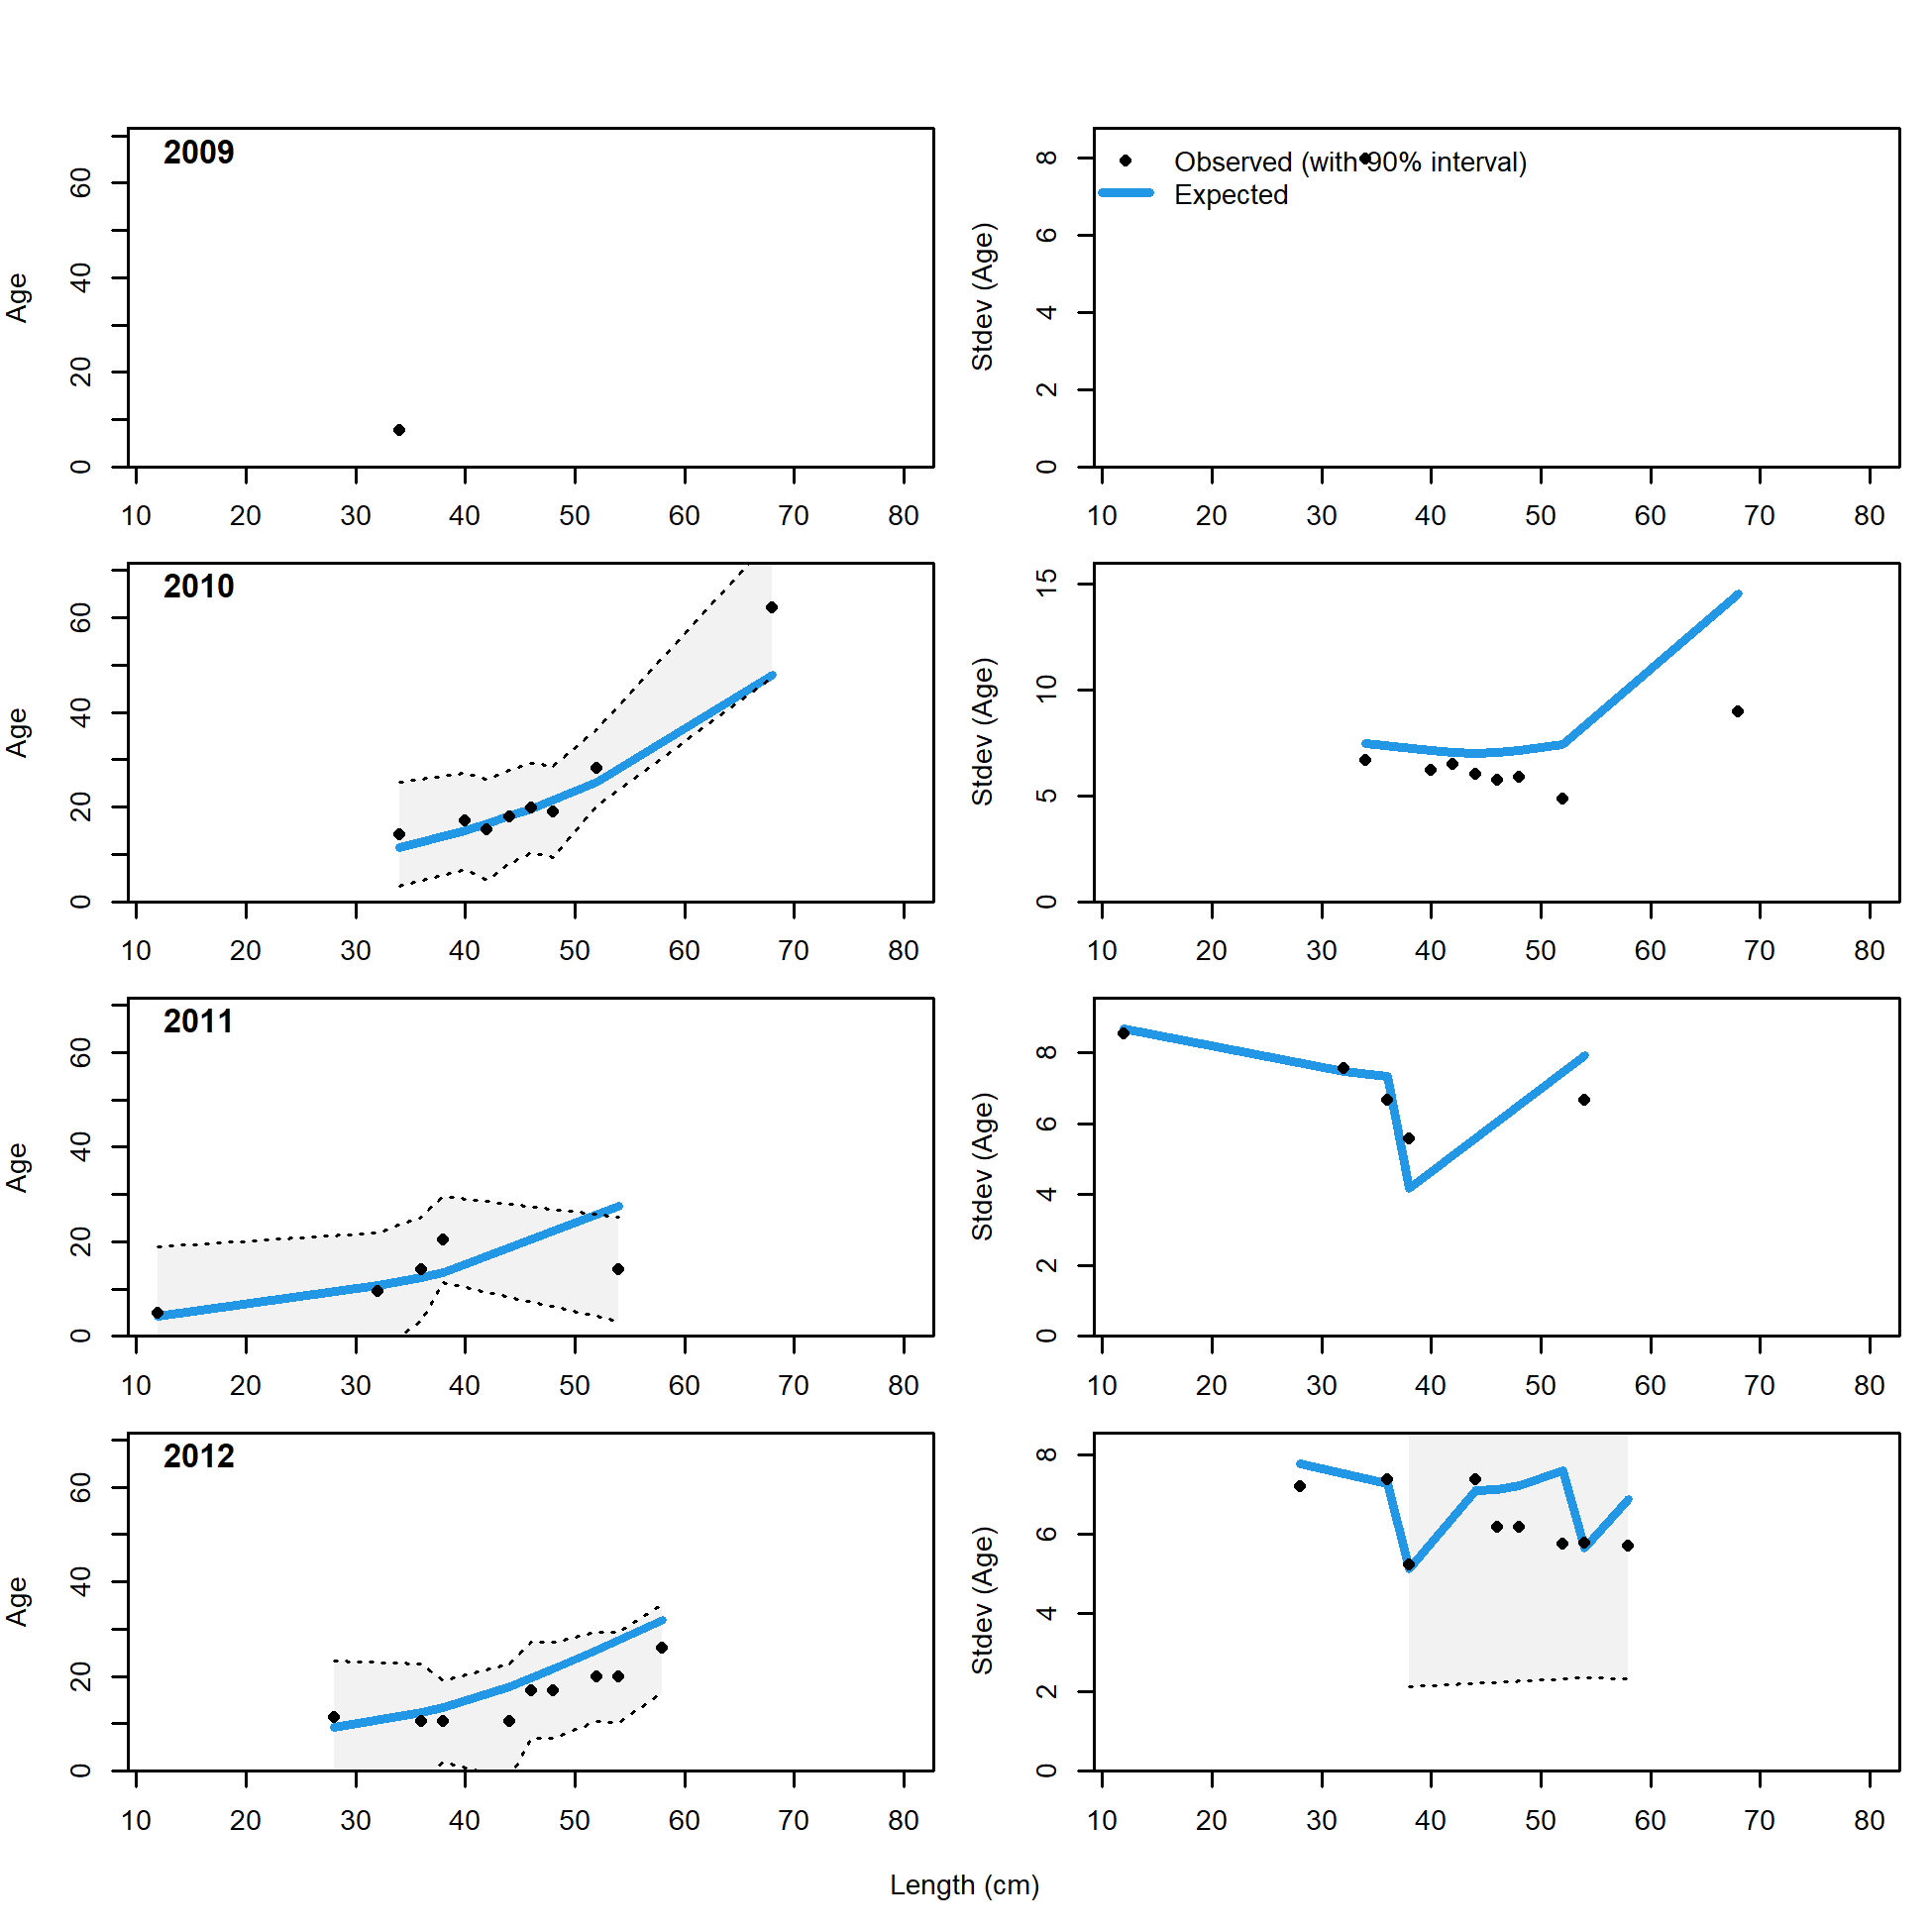 2009
Age
0 20 40 60
10 20 30 40 50 60 70 80
Observed (with 90% interval)
Expected
Stdev (Age)
0 2 4 6 8
10 20 30 40 50 60 70 80
2010
Age
0 20 40 60
10 20 30 40 50 60 70 80
Stdev (Age)
0 5 10 15
10 20 30 40 50 60 70 80
2011
Age
0 20 40 60
10 20 30 40 50 60 70 80
Stdev (Age)
0 2 4 6 8
10 20 30 40 50 60 70 80
2012
Age
0 20 40 60
10 20 30 40 50 60 70 80
Stdev (Age)
0 2 4 6 8
10 20 30 40 50 60 70 80
Length (cm)